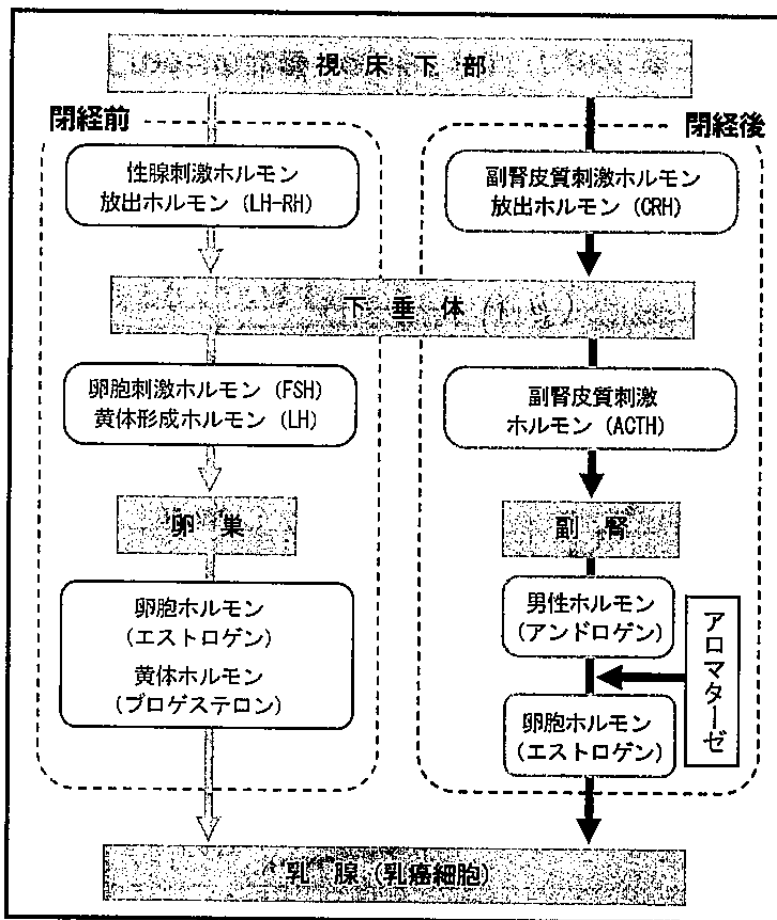 視床下部
閉経前
閉経後
性腺刺激ホルモン
放出ホルモン (LH-RH)
副腎皮質刺激ホルモン
放出ホルモン (CRH)
下垂体
卵胞刺激ホルモン (FSH)
黄体形成ホルモン (LH)
副腎皮質刺激
ホルモン (ACTH)
卵巣
副腎
卵胞ホルモン
(エストロゲン)
黄体ホルモン
(プロゲステロン)
男性ホルモン
(アンドロゲン)
アロマターゼ
卵胞ホルモン
(エストロゲン)
乳腺 (乳癌細胞)